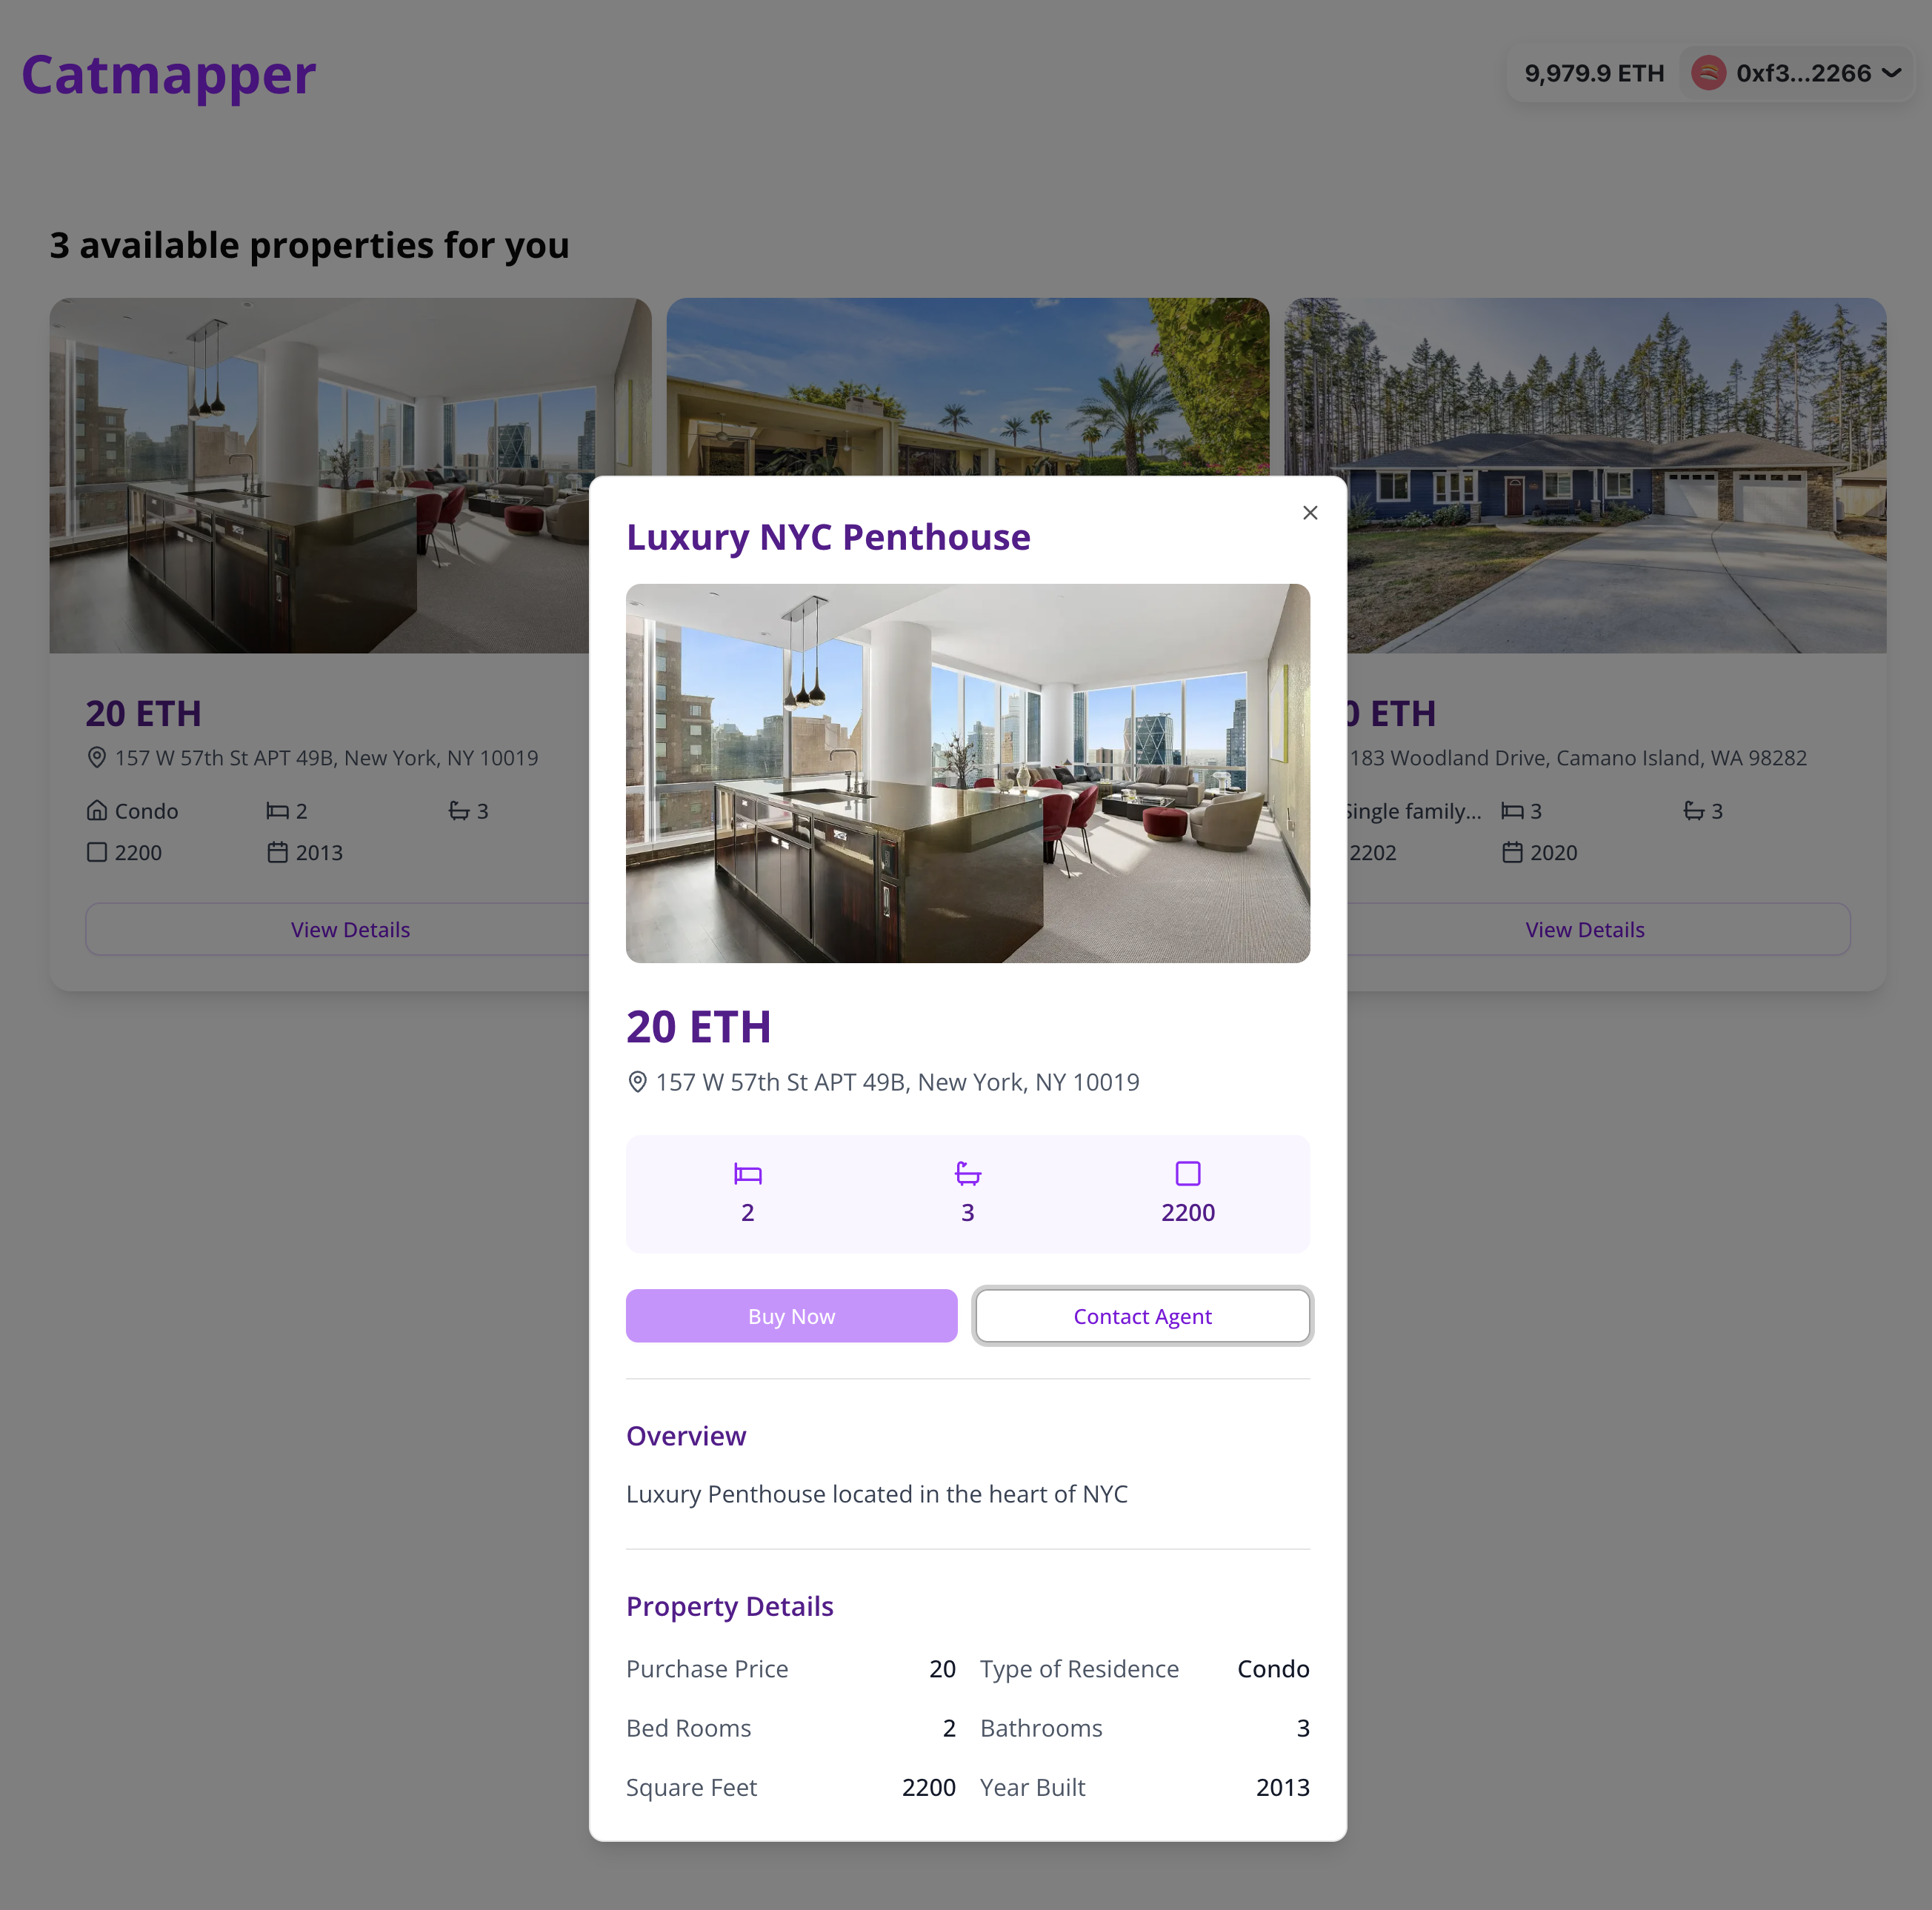 Catmapper
9,979.9 ETH 0xf3...2266
3 available properties for you
20 ETH
157 W 57th St APT 49B, New York, NY 10019
Condo 2 3
2200 2013
View Details
ETH
183 Woodland Drive, Camano Island, WA 98282
Single family... 3 3
2202 2020
View Details
Luxury NYC Penthouse
20 ETH
157 W 57th St APT 49B, New York, NY 10019
2 3 2200
Buy Now Contact Agent
Overview
Luxury Penthouse located in the heart of NYC
Property Details
Purchase Price 20 Type of Residence Condo
Bed Rooms 2 Bathrooms 3
Square Feet 2200 Year Built 2013